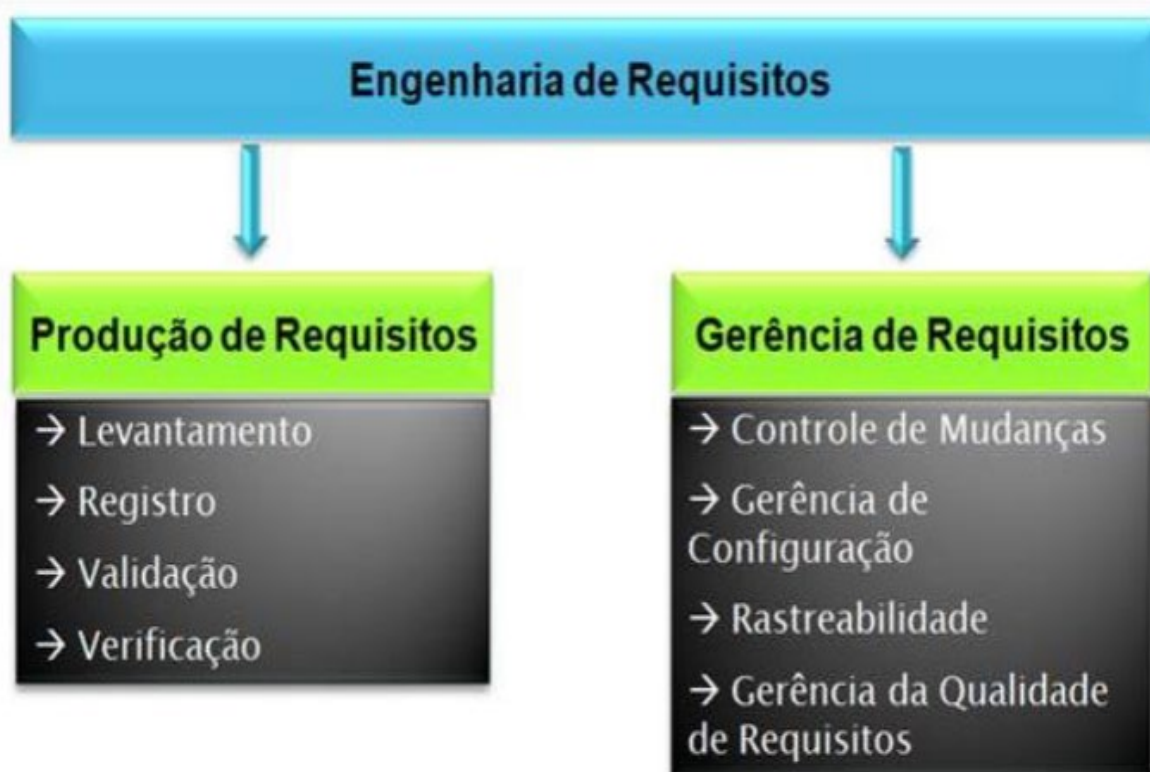 Engenharia de Requisitos
Produção de Requisitos
→ Levantamento
→ Registro
→ Validação
→ Verificação
Gerência de Requisitos
→ Controle de Mudanças
→ Gerência de
Configuração
→ Rastreabilidade
→ Gerência da Qualidade
de Requisitos